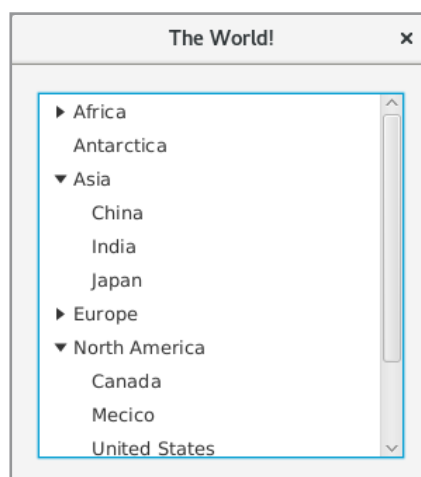 The World!
Africa
Antarctica
Asia
China
India
Japan
Europe
North America
Canada
Mecico
United States